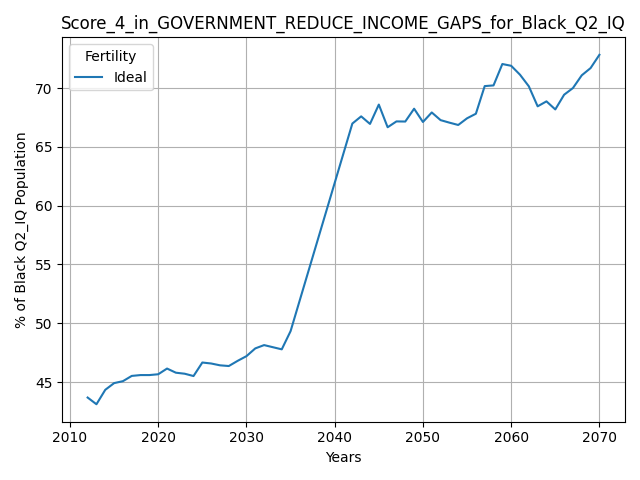 Score_4_in_GOVERNMENT_REDUCE_INCOME_GAPS_for_Black_Q2_IQ
Fertility
Ideal
% of Black Q2_IQ Population
70
65
60
55
50
45
2010 2020 2030 2040 2050 2060 2070
Years